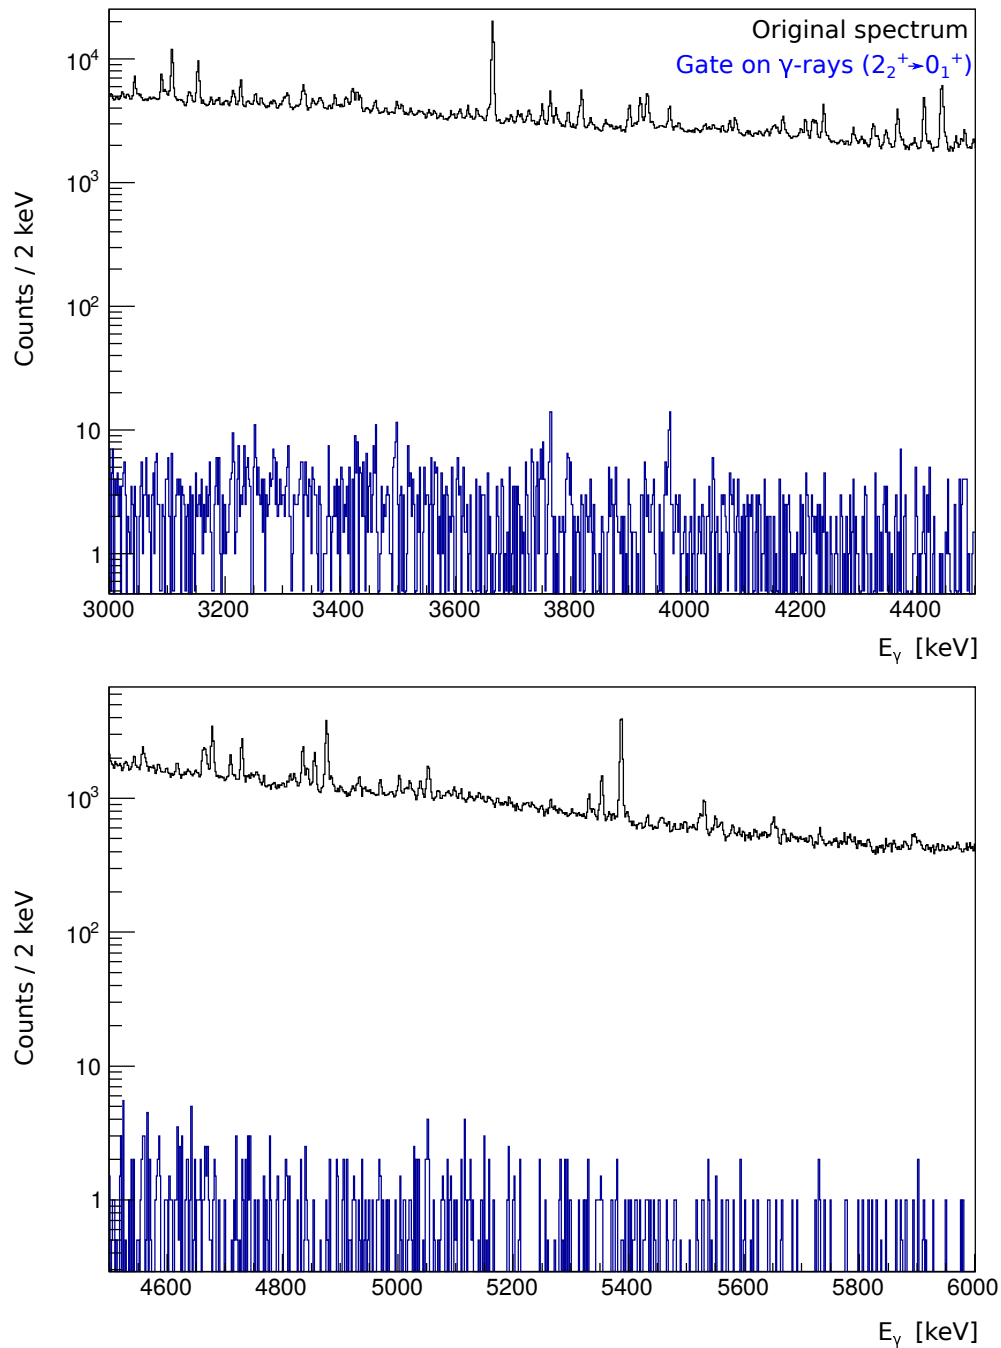 Original spectrum
Gate on γ-rays (2₂⁺→0₁⁺)
Counts / 2 keV
10⁴
10³
10²
10
1
3000 3200 3400 3600 3800 4000 4200 4400
E_γ [keV]
Counts / 2 keV
10³
10²
10
1
4600 4800 5000 5200 5400 5600 5800 6000
E_γ [keV]